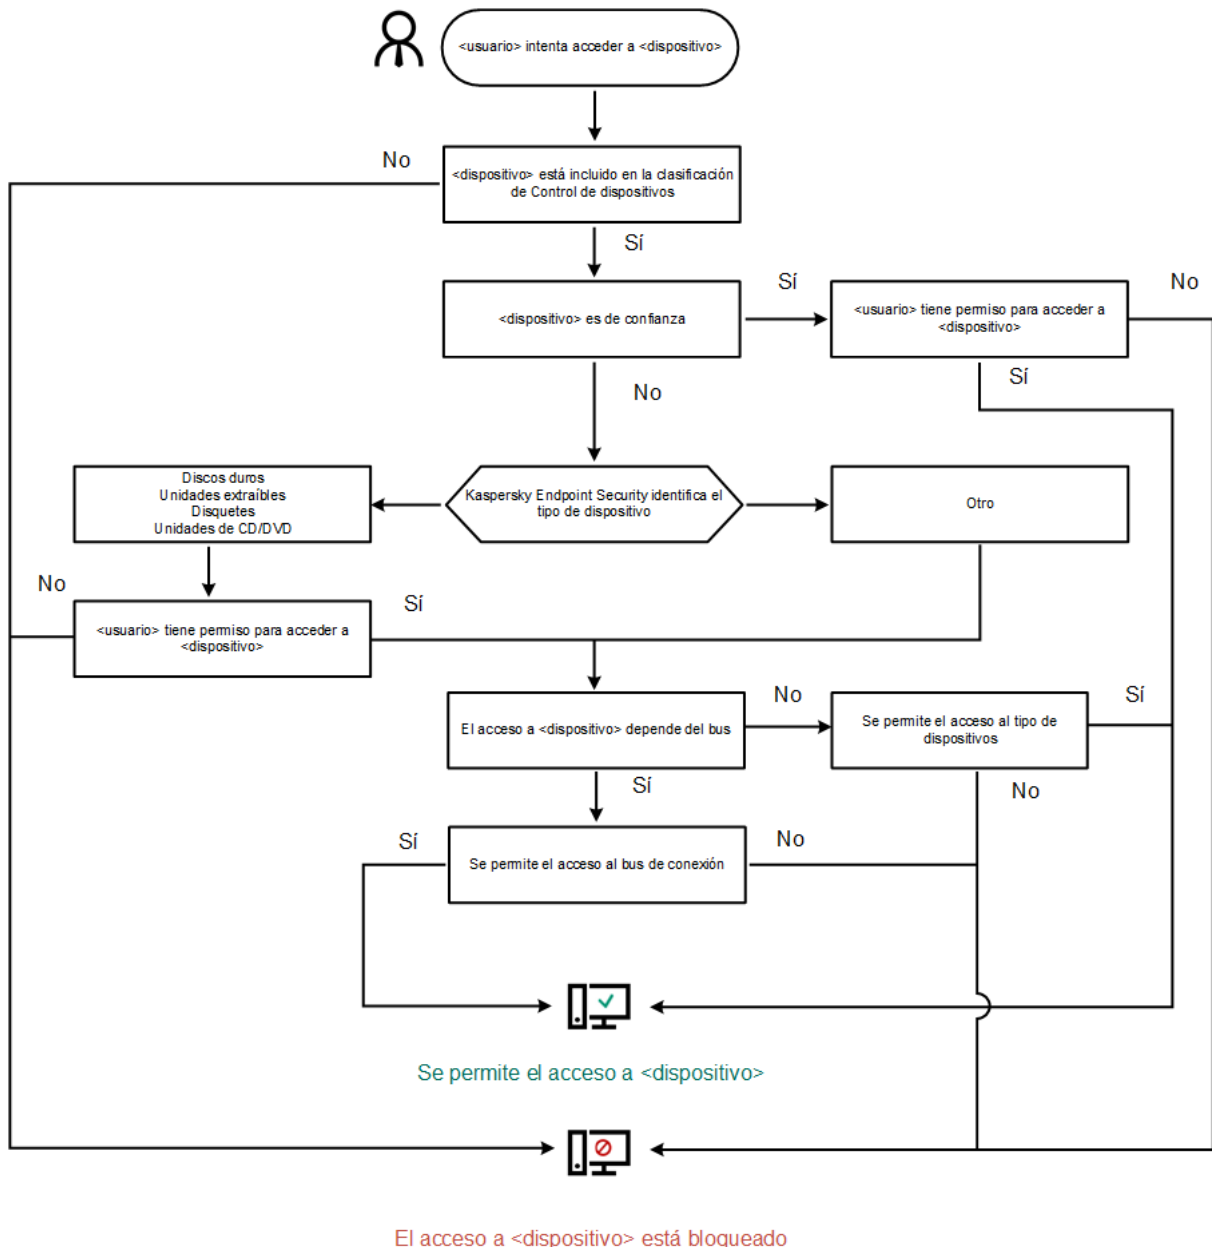 <usuario> intenta acceder a <dispositivo>
No
<dispositivo> está incluido en la clasificación
de Control de dispositivos
Sí
Sí
No
<dispositivo> es de confianza
<usuario> tiene permiso para acceder a
<dispositivo>
No
Sí
Discos duros
Unidades extraíbles
Disquetes
Unidades de CD/DVD
Kaspersky Endpoint Security identifica el
tipo de dispositivo
Otro
No
Sí
<usuario> tiene permiso para acceder a
<dispositivo>
El acceso a <dispositivo> depende del bus
No
Se permite el acceso al tipo de
dispositivos
Sí
Sí
No
Sí
Se permite el acceso al bus de conexión
No
Se permite el acceso a <dispositivo>
El acceso a <dispositivo> está bloqueado